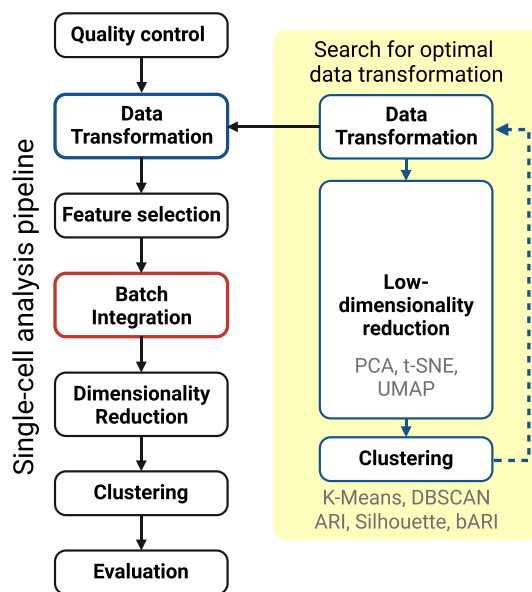 Single-cell analysis pipeline
Quality control
Data
Transformation
Feature selection
Batch
Integration
Dimensionality
Reduction
Clustering
Evaluation
Search for optimal
data transformation
Data
Transformation
Low-
dimensionality
reduction
PCA, t-SNE,
UMAP
Clustering
K-Means, DBSCAN
ARI, Silhouette, bARI